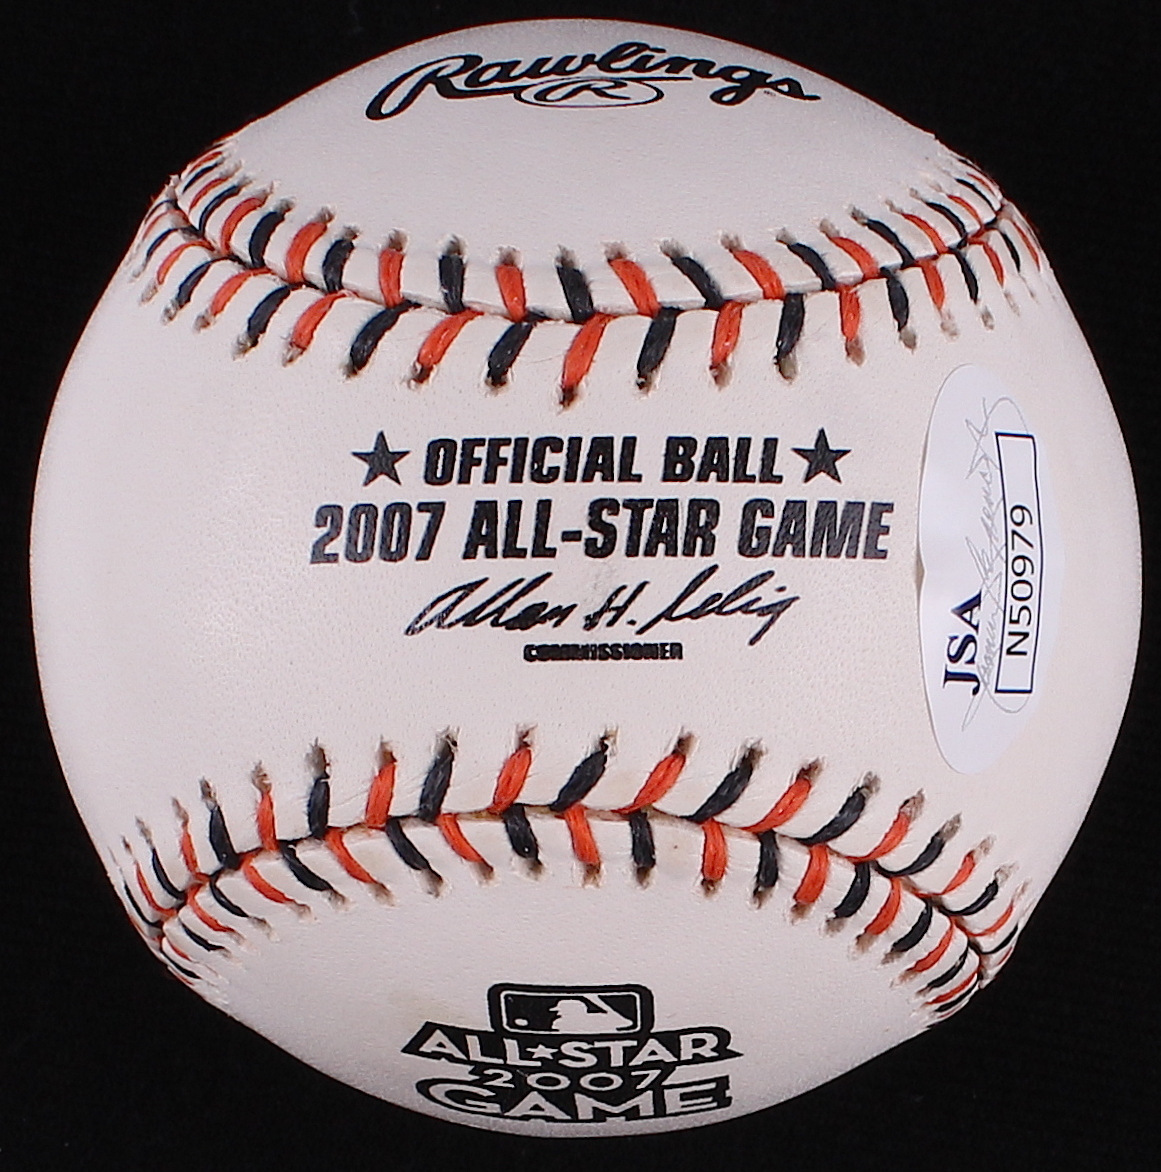 Rawlings
R
OFFICIAL BALL
2007 ALL-STAR GAME
Allan H. Selig
COMMISSIONER
JSA
N50979
ALL★STAR
2007
GAME